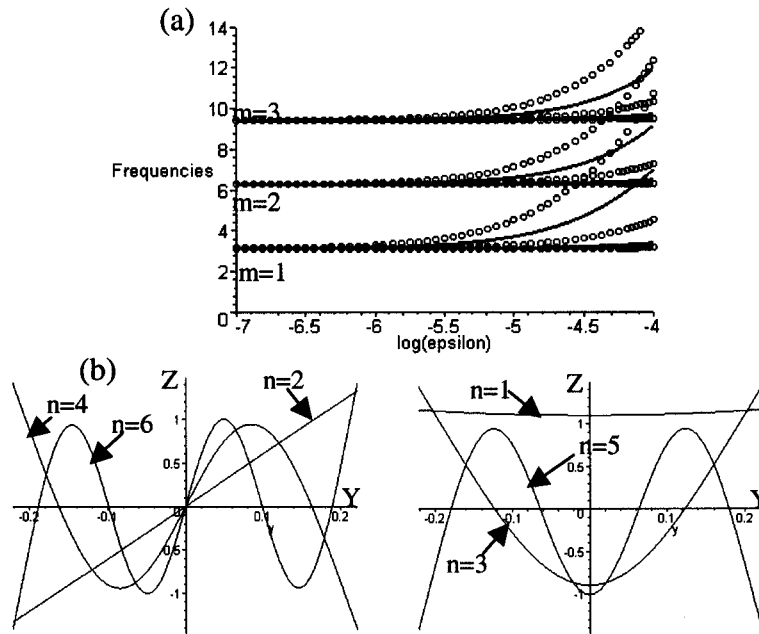 (a)
14
12
10
m=3
8
Frequencies
6
m=2
4
2
m=1
0
-7 -6.5 -6 -5.5 -5 -4.5 -4
log(epsilon)
(b)
Z
n=2
n=4
n=6
1
0.5
Y
-0.2 -0.1 0.1 0.2
y
0.5
-1
Z
n=1
1
n=5
0.5
Y
-0.2 0.1 0.1 0.2
y
-0.5
n=3
-1